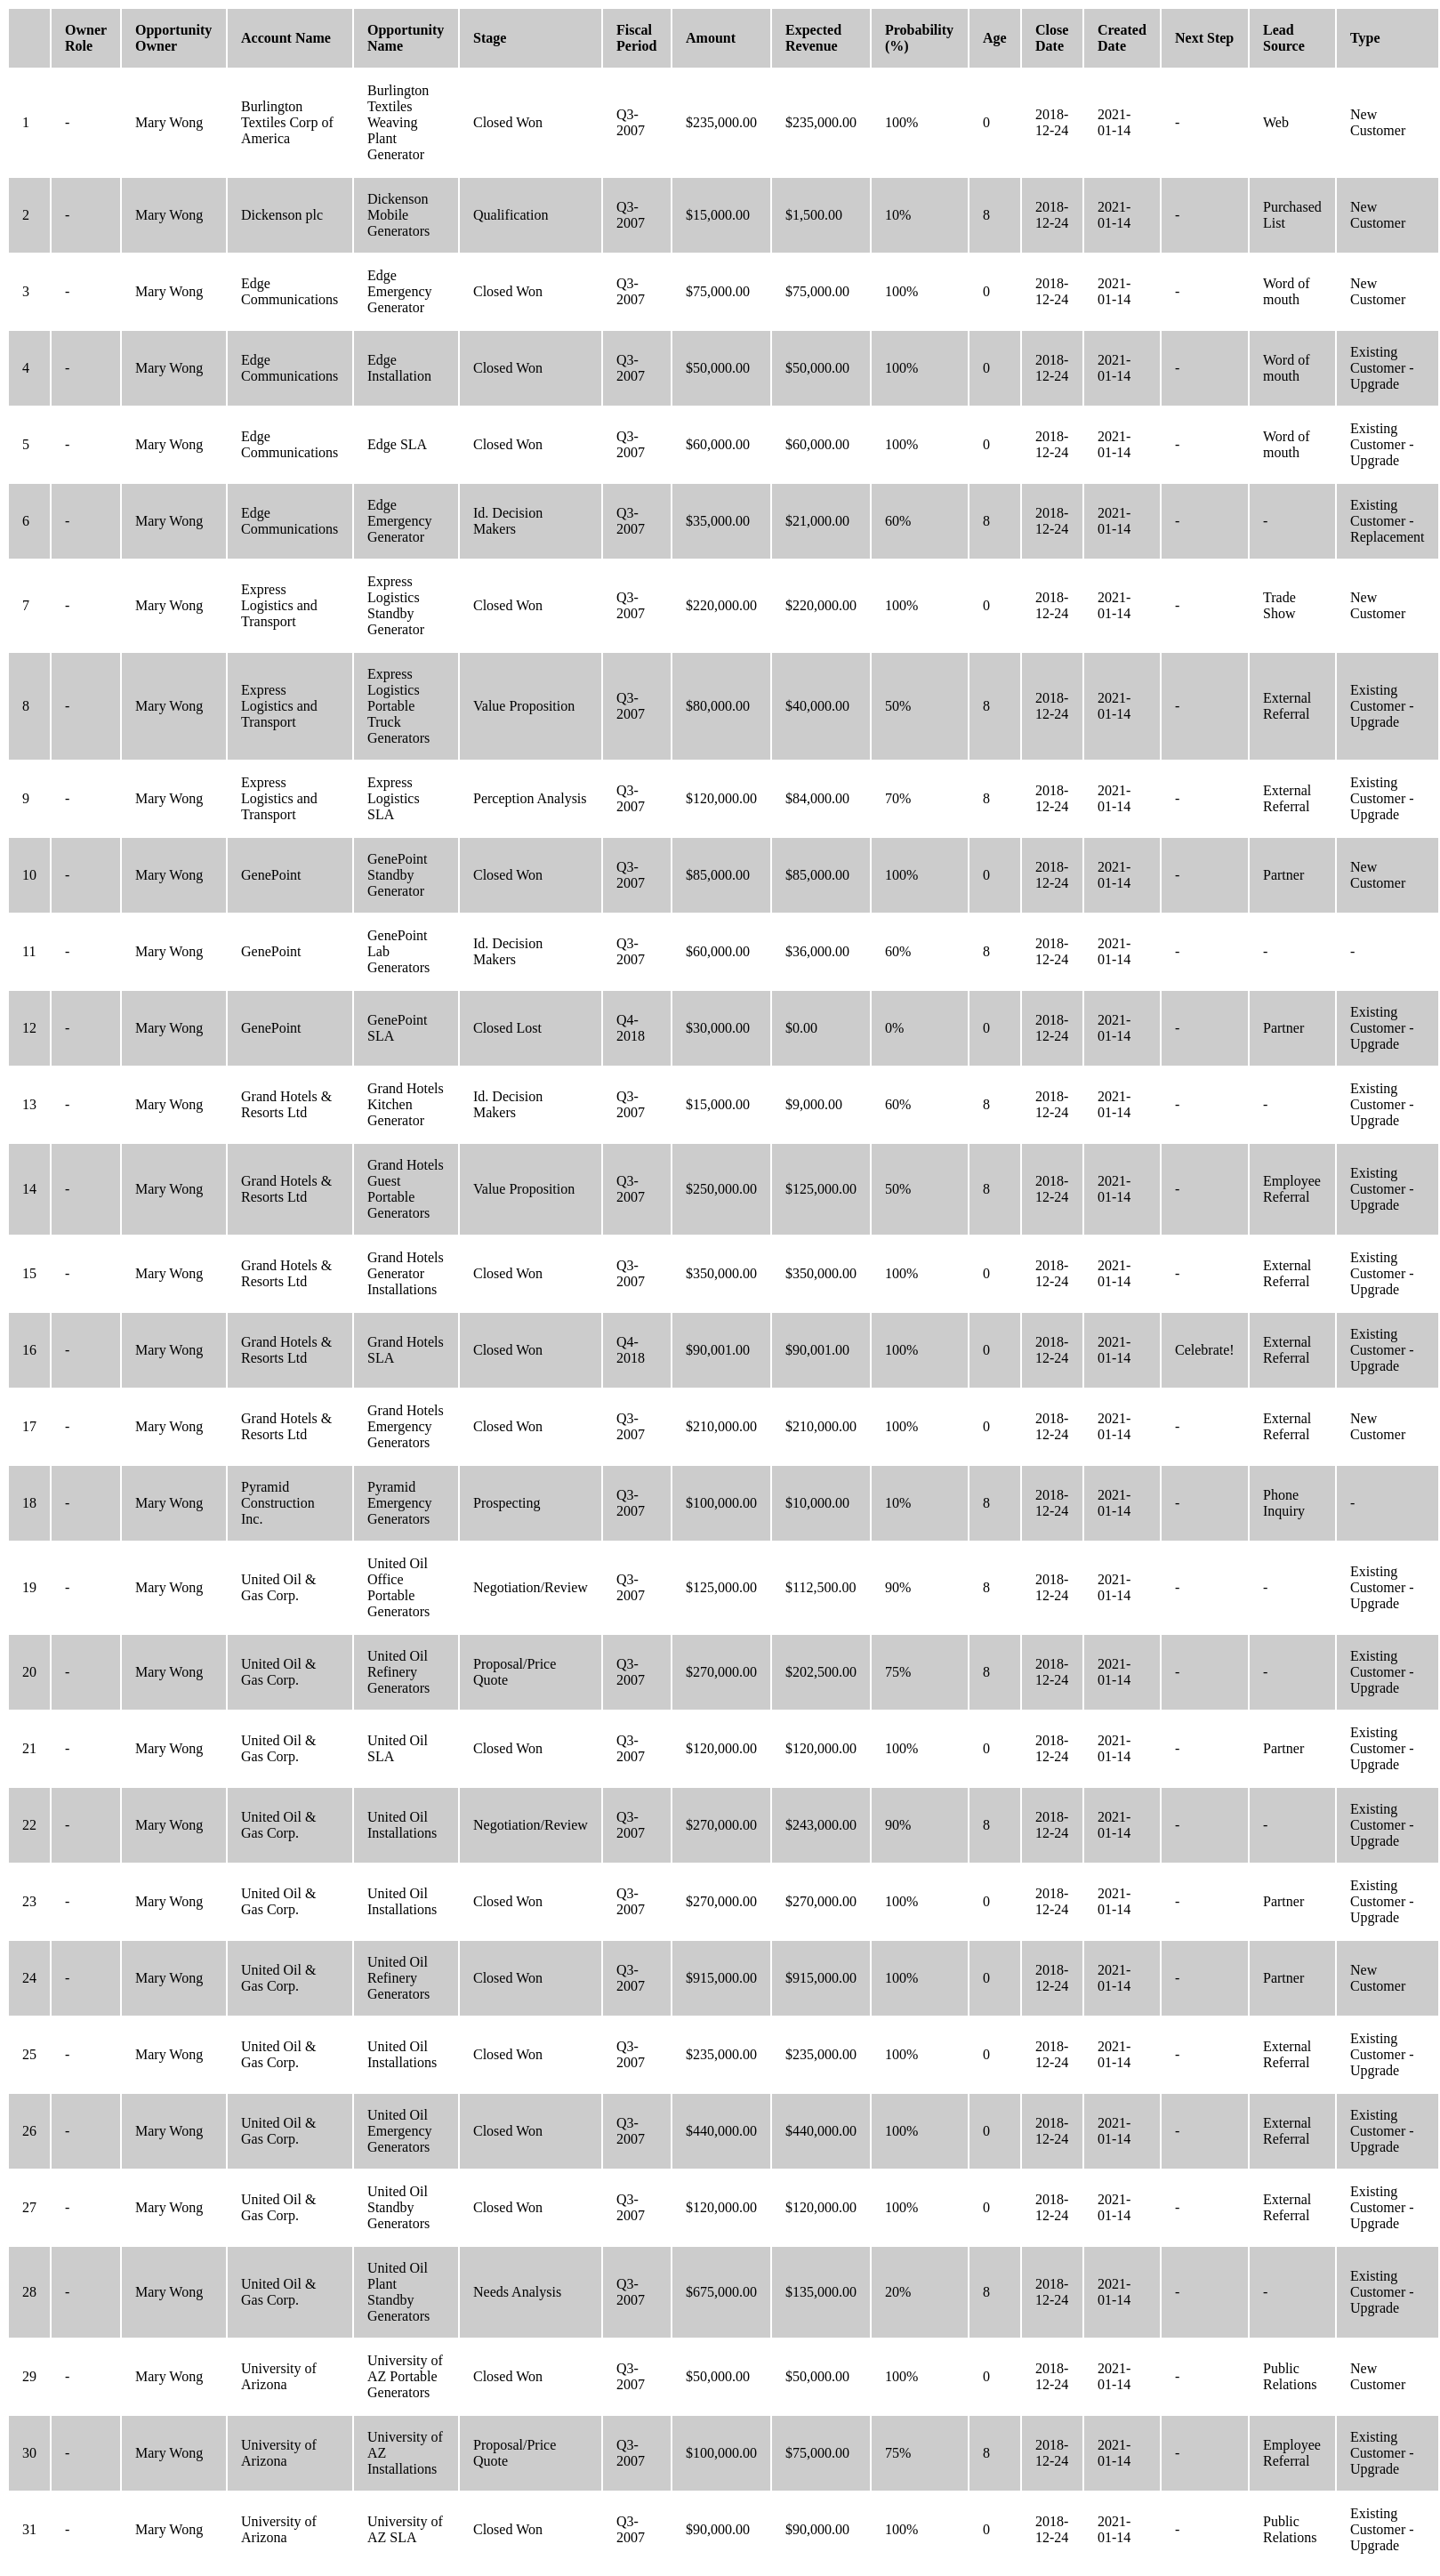 Owner Role	Opportunity Owner	Account Name	Opportunity Name	Stage	Fiscal Period	Amount	Expected Revenue	Probability (%)	Age	Close Date	Created Date	Next Step	Lead Source	Type
1	-	Mary Wong	Burlington Textiles Corp of America	Burlington Textiles Weaving Plant Generator	Closed Won	Q3-2007	$235,000.00	$235,000.00	100%	0	2018-12-24	2021-01-14	-	Web	New Customer
2	-	Mary Wong	Dickenson plc	Dickenson Mobile Generators	Qualification	Q3-2007	$15,000.00	$1,500.00	10%	8	2018-12-24	2021-01-14	-	Purchased List	New Customer
3	-	Mary Wong	Edge Communications	Edge Emergency Generator	Closed Won	Q3-2007	$75,000.00	$75,000.00	100%	0	2018-12-24	2021-01-14	-	Word of mouth	New Customer
4	-	Mary Wong	Edge Communications	Edge Installation	Closed Won	Q3-2007	$50,000.00	$50,000.00	100%	0	2018-12-24	2021-01-14	-	Word of mouth	Existing Customer - Upgrade
5	-	Mary Wong	Edge Communications	Edge SLA	Closed Won	Q3-2007	$60,000.00	$60,000.00	100%	0	2018-12-24	2021-01-14	-	Word of mouth	Existing Customer - Upgrade
6	-	Mary Wong	Edge Communications	Edge Emergency Generator	Id. Decision Makers	Q3-2007	$35,000.00	$21,000.00	60%	8	2018-12-24	2021-01-14	-	-	Existing Customer - Replacement
7	-	Mary Wong	Express Logistics and Transport	Express Logistics Standby Generator	Closed Won	Q3-2007	$220,000.00	$220,000.00	100%	0	2018-12-24	2021-01-14	-	Trade Show	New Customer
8	-	Mary Wong	Express Logistics and Transport	Express Logistics Portable Truck Generators	Value Proposition	Q3-2007	$80,000.00	$40,000.00	50%	8	2018-12-24	2021-01-14	-	External Referral	Existing Customer - Upgrade
9	-	Mary Wong	Express Logistics and Transport	Express Logistics SLA	Perception Analysis	Q3-2007	$120,000.00	$84,000.00	70%	8	2018-12-24	2021-01-14	-	External Referral	Existing Customer - Upgrade
10	-	Mary Wong	GenePoint	GenePoint Standby Generator	Closed Won	Q3-2007	$85,000.00	$85,000.00	100%	0	2018-12-24	2021-01-14	-	Partner	New Customer
11	-	Mary Wong	GenePoint	GenePoint Lab Generators	Id. Decision Makers	Q3-2007	$60,000.00	$36,000.00	60%	8	2018-12-24	2021-01-14	-	-	-
12	-	Mary Wong	GenePoint	GenePoint SLA	Closed Lost	Q4-2018	$30,000.00	$0.00	0%	0	2018-12-24	2021-01-14	-	Partner	Existing Customer - Upgrade
13	-	Mary Wong	Grand Hotels & Resorts Ltd	Grand Hotels Kitchen Generator	Id. Decision Makers	Q3-2007	$15,000.00	$9,000.00	60%	8	2018-12-24	2021-01-14	-	-	Existing Customer - Upgrade
14	-	Mary Wong	Grand Hotels & Resorts Ltd	Grand Hotels Guest Portable Generators	Value Proposition	Q3-2007	$250,000.00	$125,000.00	50%	8	2018-12-24	2021-01-14	-	Employee Referral	Existing Customer - Upgrade
15	-	Mary Wong	Grand Hotels & Resorts Ltd	Grand Hotels Generator Installations	Closed Won	Q3-2007	$350,000.00	$350,000.00	100%	0	2018-12-24	2021-01-14	-	External Referral	Existing Customer - Upgrade
16	-	Mary Wong	Grand Hotels & Resorts Ltd	Grand Hotels SLA	Closed Won	Q4-2018	$90,001.00	$90,001.00	100%	0	2018-12-24	2021-01-14	Celebrate!	External Referral	Existing Customer - Upgrade
17	-	Mary Wong	Grand Hotels & Resorts Ltd	Grand Hotels Emergency Generators	Closed Won	Q3-2007	$210,000.00	$210,000.00	100%	0	2018-12-24	2021-01-14	-	External Referral	New Customer
18	-	Mary Wong	Pyramid Construction Inc.	Pyramid Emergency Generators	Prospecting	Q3-2007	$100,000.00	$10,000.00	10%	8	2018-12-24	2021-01-14	-	Phone Inquiry	-
19	-	Mary Wong	United Oil & Gas Corp.	United Oil Office Portable Generators	Negotiation/Review	Q3-2007	$125,000.00	$112,500.00	90%	8	2018-12-24	2021-01-14	-	-	Existing Customer - Upgrade
20	-	Mary Wong	United Oil & Gas Corp.	United Oil Refinery Generators	Proposal/Price Quote	Q3-2007	$270,000.00	$202,500.00	75%	8	2018-12-24	2021-01-14	-	-	Existing Customer - Upgrade
21	-	Mary Wong	United Oil & Gas Corp.	United Oil SLA	Closed Won	Q3-2007	$120,000.00	$120,000.00	100%	0	2018-12-24	2021-01-14	-	Partner	Existing Customer - Upgrade
22	-	Mary Wong	United Oil & Gas Corp.	United Oil Installations	Negotiation/Review	Q3-2007	$270,000.00	$243,000.00	90%	8	2018-12-24	2021-01-14	-	-	Existing Customer - Upgrade
23	-	Mary Wong	United Oil & Gas Corp.	United Oil Installations	Closed Won	Q3-2007	$270,000.00	$270,000.00	100%	0	2018-12-24	2021-01-14	-	Partner	Existing Customer - Upgrade
24	-	Mary Wong	United Oil & Gas Corp.	United Oil Refinery Generators	Closed Won	Q3-2007	$915,000.00	$915,000.00	100%	0	2018-12-24	2021-01-14	-	Partner	New Customer
25	-	Mary Wong	United Oil & Gas Corp.	United Oil Installations	Closed Won	Q3-2007	$235,000.00	$235,000.00	100%	0	2018-12-24	2021-01-14	-	External Referral	Existing Customer - Upgrade
26	-	Mary Wong	United Oil & Gas Corp.	United Oil Emergency Generators	Closed Won	Q3-2007	$440,000.00	$440,000.00	100%	0	2018-12-24	2021-01-14	-	External Referral	Existing Customer - Upgrade
27	-	Mary Wong	United Oil & Gas Corp.	United Oil Standby Generators	Closed Won	Q3-2007	$120,000.00	$120,000.00	100%	0	2018-12-24	2021-01-14	-	External Referral	Existing Customer - Upgrade
28	-	Mary Wong	United Oil & Gas Corp.	United Oil Plant Standby Generators	Needs Analysis	Q3-2007	$675,000.00	$135,000.00	20%	8	2018-12-24	2021-01-14	-	-	Existing Customer - Upgrade
29	-	Mary Wong	University of Arizona	University of AZ Portable Generators	Closed Won	Q3-2007	$50,000.00	$50,000.00	100%	0	2018-12-24	2021-01-14	-	Public Relations	New Customer
30	-	Mary Wong	University of Arizona	University of AZ Installations	Proposal/Price Quote	Q3-2007	$100,000.00	$75,000.00	75%	8	2018-12-24	2021-01-14	-	Employee Referral	Existing Customer - Upgrade
31	-	Mary Wong	University of Arizona	University of AZ SLA	Closed Won	Q3-2007	$90,000.00	$90,000.00	100%	0	2018-12-24	2021-01-14	-	Public Relations	Existing Customer - Upgrade